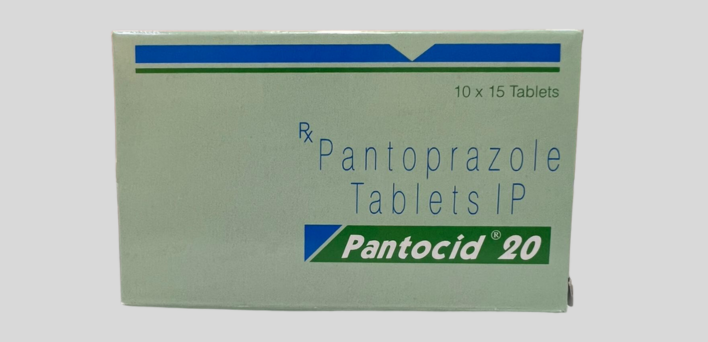 10 x 15 Tablets
Rx Pantoprazole
Tablets IP
Pantocid® 20